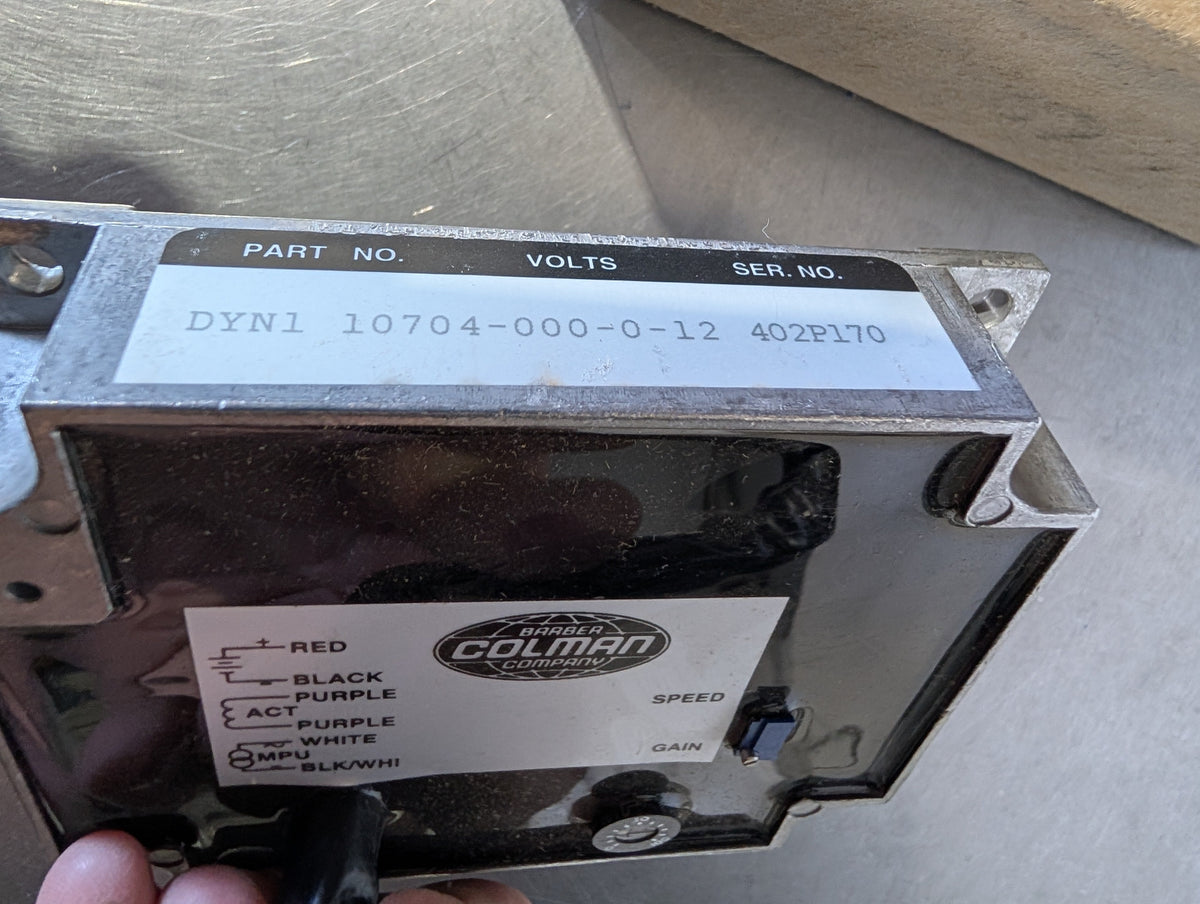 PART NO. VOLTS SER. NO.
DYN1 10704-000-0-12 402P170
BARBER
COLMAN
COMPANY
+ RED
- BLACK
PURPLE
ACT
PURPLE
WHITE
MPU
BLK/WHI
SPEED
GAIN